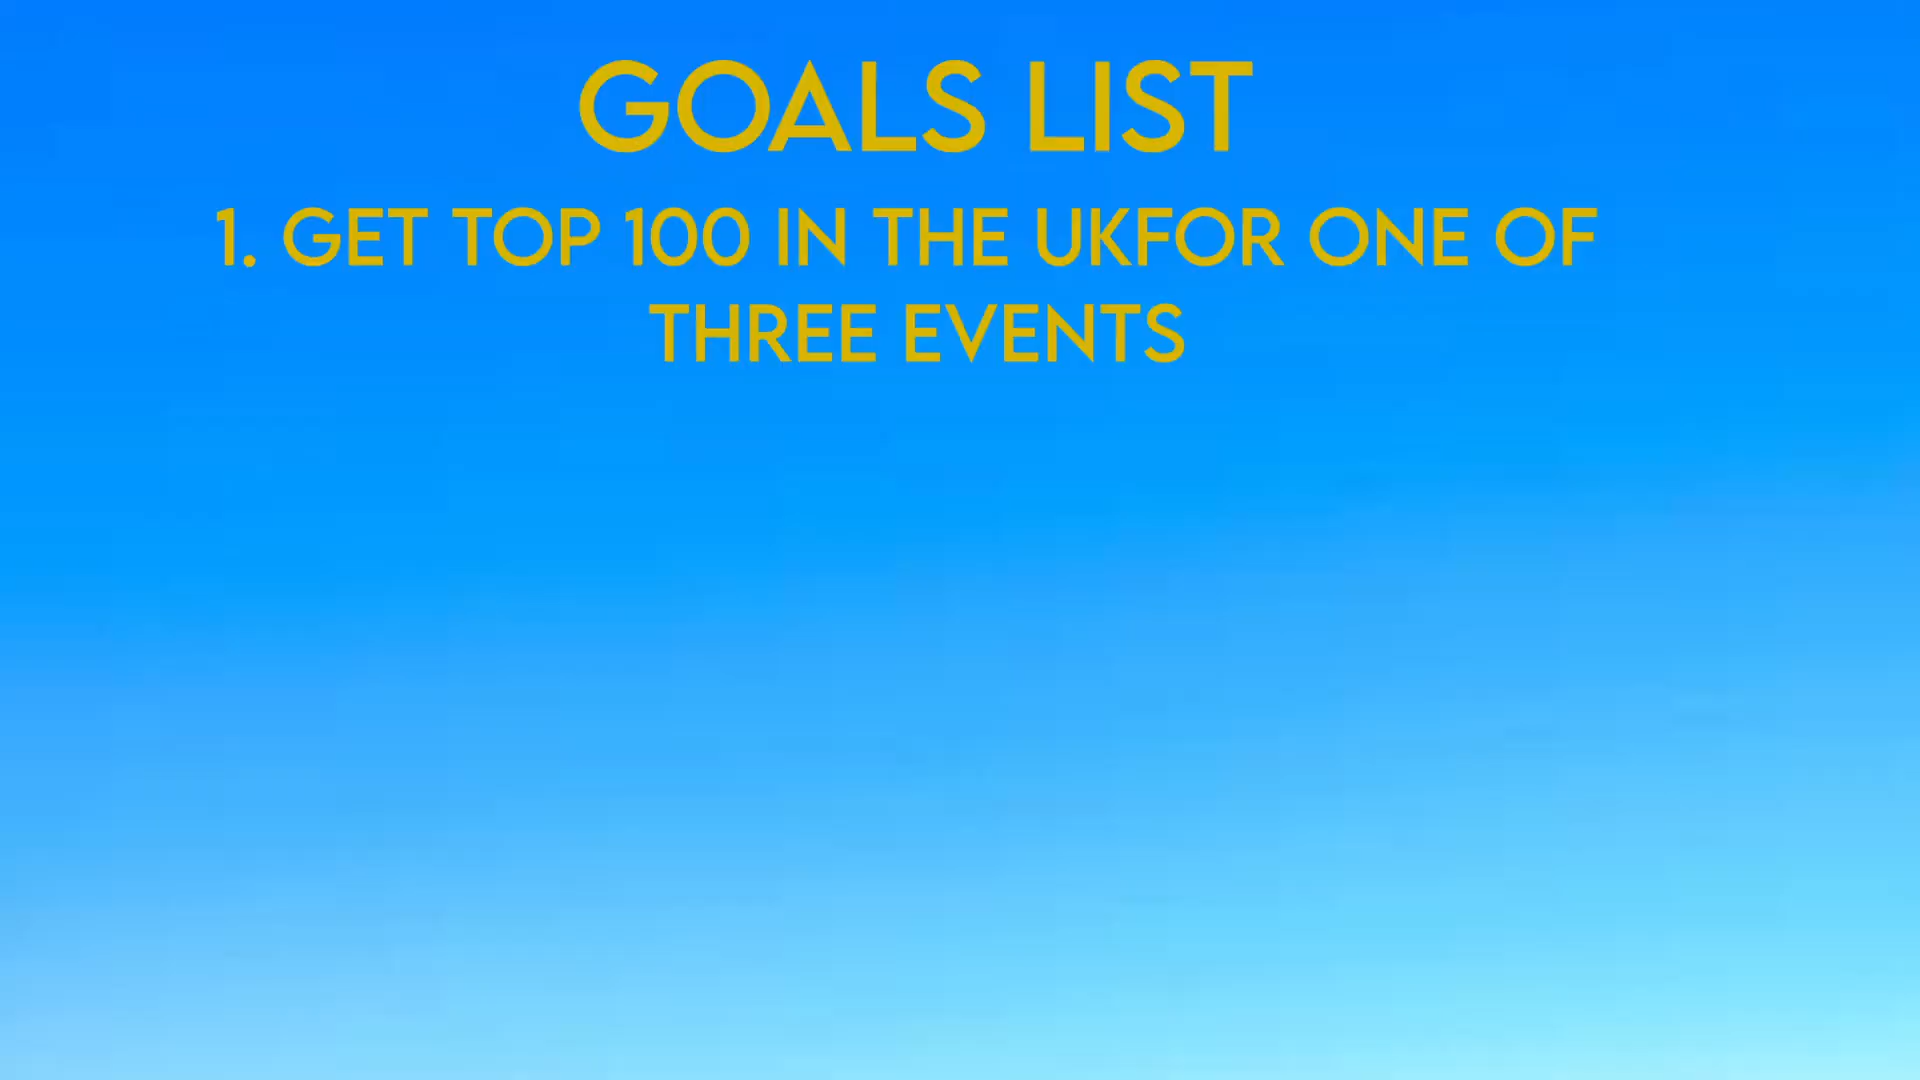 GOALS LIST
1. GET TOP 100 IN THE UKFOR ONE OF
THREE EVENTS